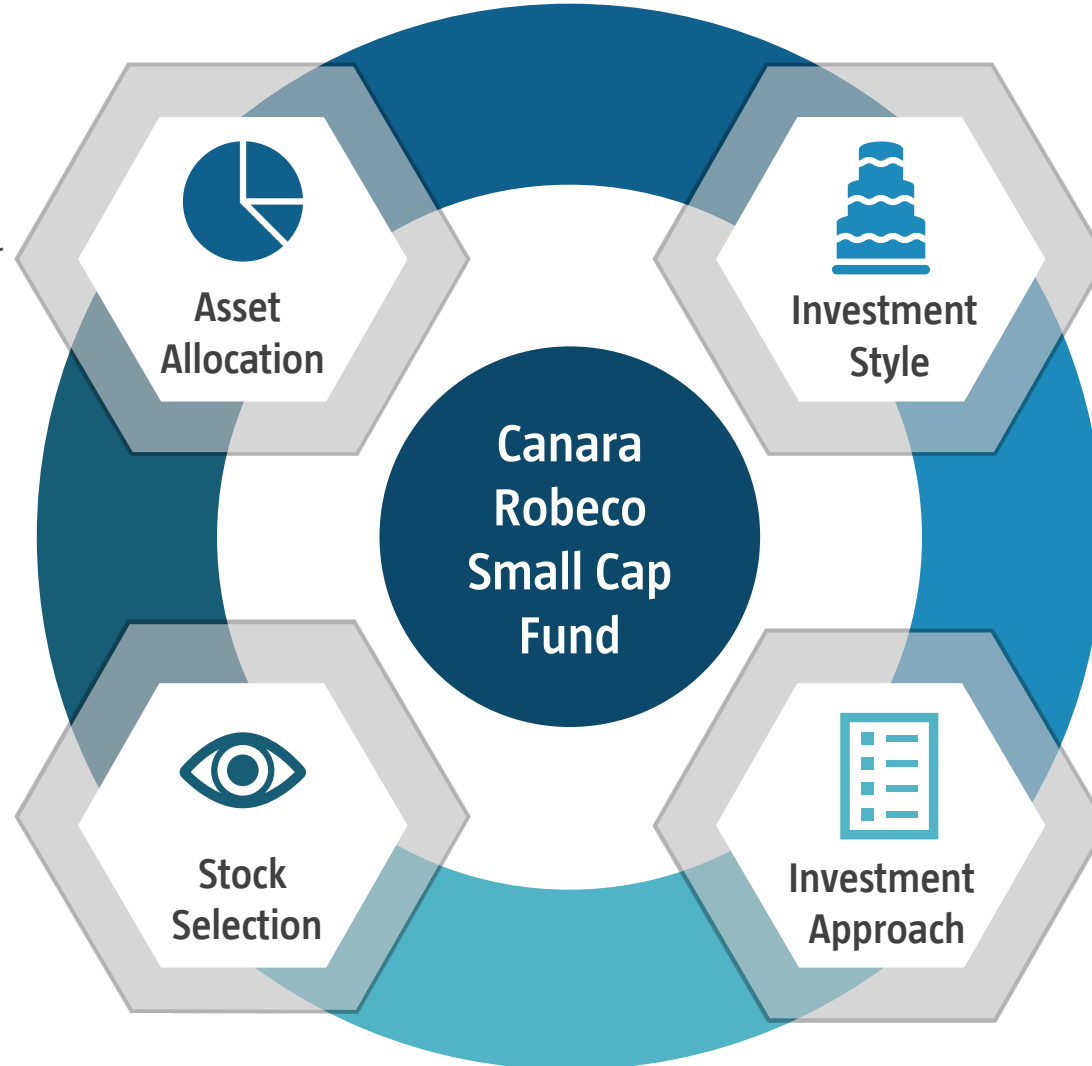 Asset
Allocation
Investment
Style
Canara
Robeco
Small Cap
Fund
Stock
Selection
Investment
Approach